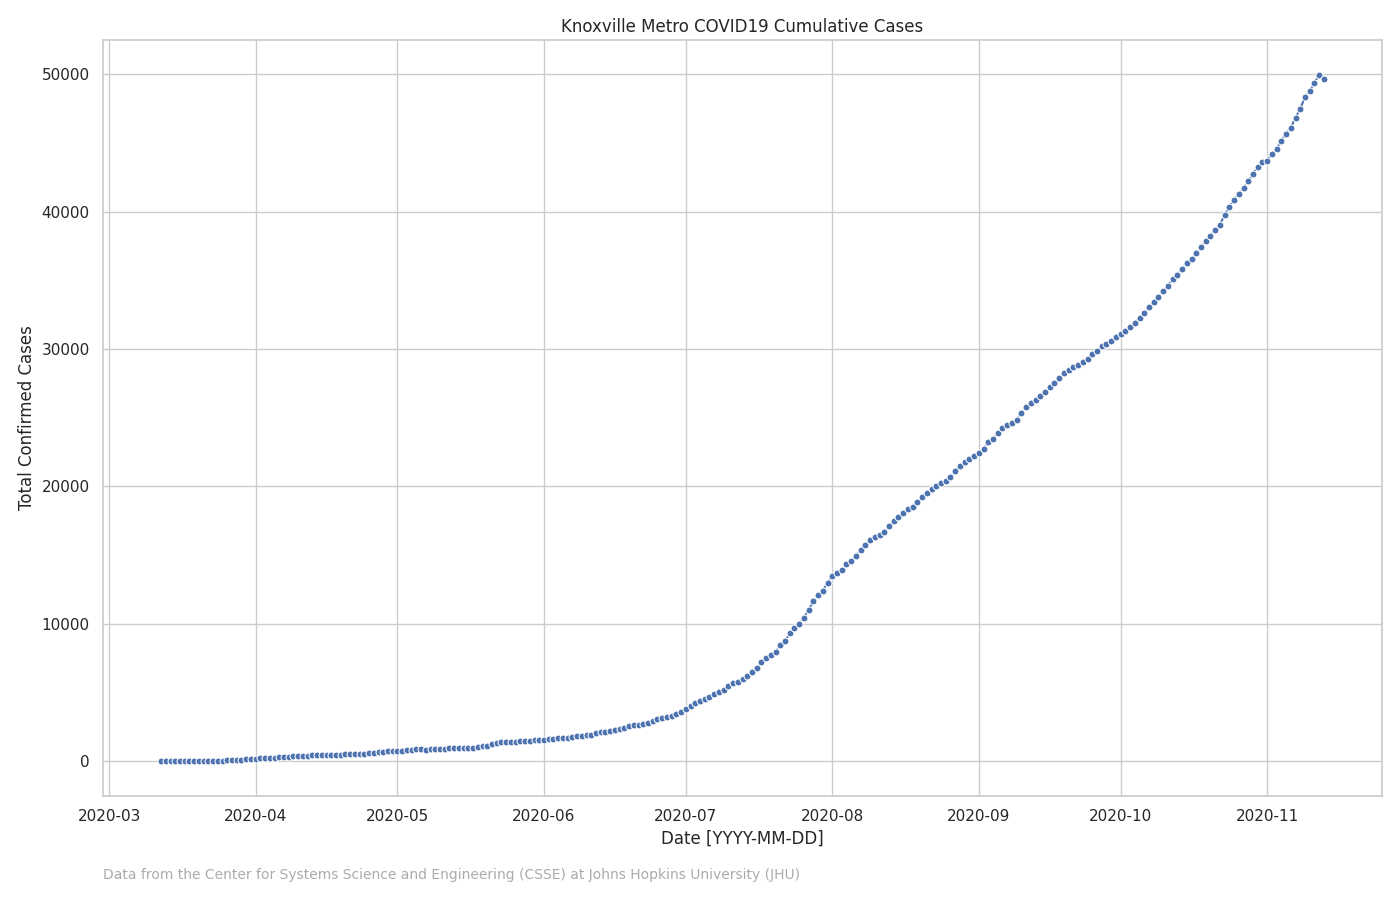 Knoxville Metro COVID19 Cumulative Cases
50000
40000
30000
20000
10000
0
Total Confirmed Cases
2020-03 2020-04 2020-05 2020-06 2020-07 2020-08 2020-09 2020-10 2020-11
Date [YYYY-MM-DD]
Data from the Center for Systems Science and Engineering (CSSE) at Johns Hopkins University (JHU)